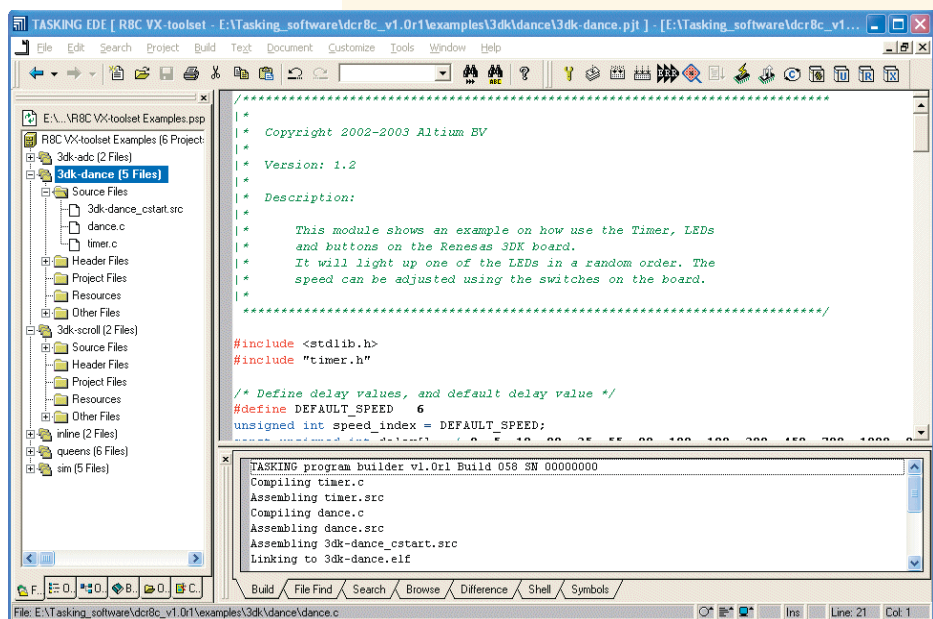 TASKING EDE [ R8C VX-toolset - E:\Tasking_software\dcr8c_v1.0r1\examples\3dk\dance\3dk-dance.pjt ] - [E:\Tasking_software\dcr8c_v1...
File Edit Search Project Build Text Document Customize Tools Window Help
E:\...\R8C VX-toolset Examples.psp
R8C VX-toolset Examples (6 Project:
3dk-adc (2 Files)
3dk-dance (5 Files)
Source Files
3dk-dance_cstart.src
dance.c
timer.c
Header Files
Project Files
Resources
Other Files
3dk-scroll (2 Files)
Source Files
Header Files
Project Files
Resources
Other Files
inline (2 Files)
queens (6 Files)
sim (5 Files)
F.. O.. O.. B.. O.. C..
/******************************************************************************
|*
|* Copyright 2002-2003 Altium BV
|*
|* Version: 1.2
|*
|* Description:
|*
|* This module shows an example on how use the Timer, LEDs
|* and buttons on the Renesas 3DK board.
|* It will light up one of the LEDs in a random order. The
|* speed can be adjusted using the switches on the board.
|*
*****************************************************************************/
#include <stdlib.h>
#include "timer.h"
/* Define delay values, and default delay value */
#define DEFAULT_SPEED 6
unsigned int speed_index = DEFAULT_SPEED;
TASKING program builder v1.0r1 Build 058 SN 00000000
Compiling timer.c
Assembling timer.src
Compiling dance.c
Assembling dance.src
Assembling 3dk-dance_cstart.src
Linking to 3dk-dance.elf
Build File Find Search Browse Difference Shell Symbols
File: E:\Tasking_software\dcr8c_v1.0r1\examples\3dk\dance\dance.c Ins Line: 21 Col: 1